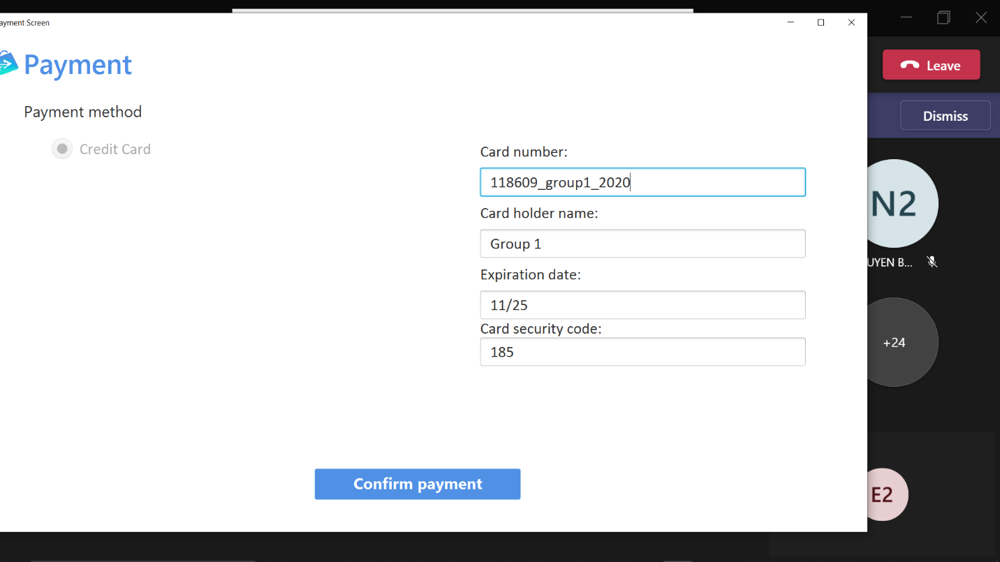 ayment Screen
Payment
Payment method
Credit Card
Card number:
118609_group1_2020
Card holder name:
Group 1
Expiration date:
11/25
Card security code:
185
Confirm payment
Leave
Dismiss
N2
UYEN B...
+24
E2